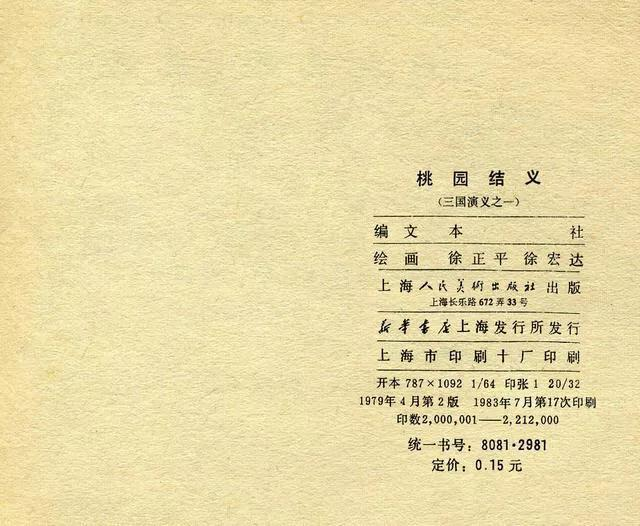 桃园结义
（三国演义之一）
编文 本社
绘画 徐正平 徐宏达
上海人民美術出版社出版
上海长乐路672弄33号
新华书店上海发行所发行
上海市印刷十厂印刷
开本 787×1092 1/64 印张 1 20/32
1979年4月第2版 1983年7月第17次印刷
印数2,000,001——2,212,000
统一书号：8081·2981
定价：0.15元